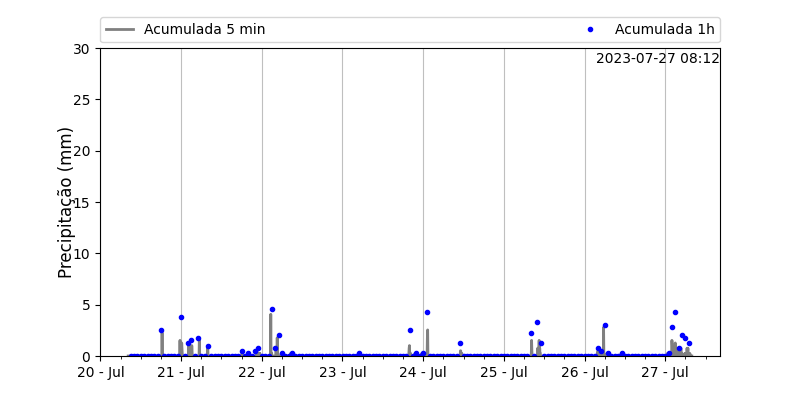 Acumulada 5 min
Acumulada 1h
2023-07-27 08:12
Precipitação (mm)
30
25
20
15
10
5
0
20 - Jul
21 - Jul
22 - Jul
23 - Jul
24 - Jul
25 - Jul
26 - Jul
27 - Jul